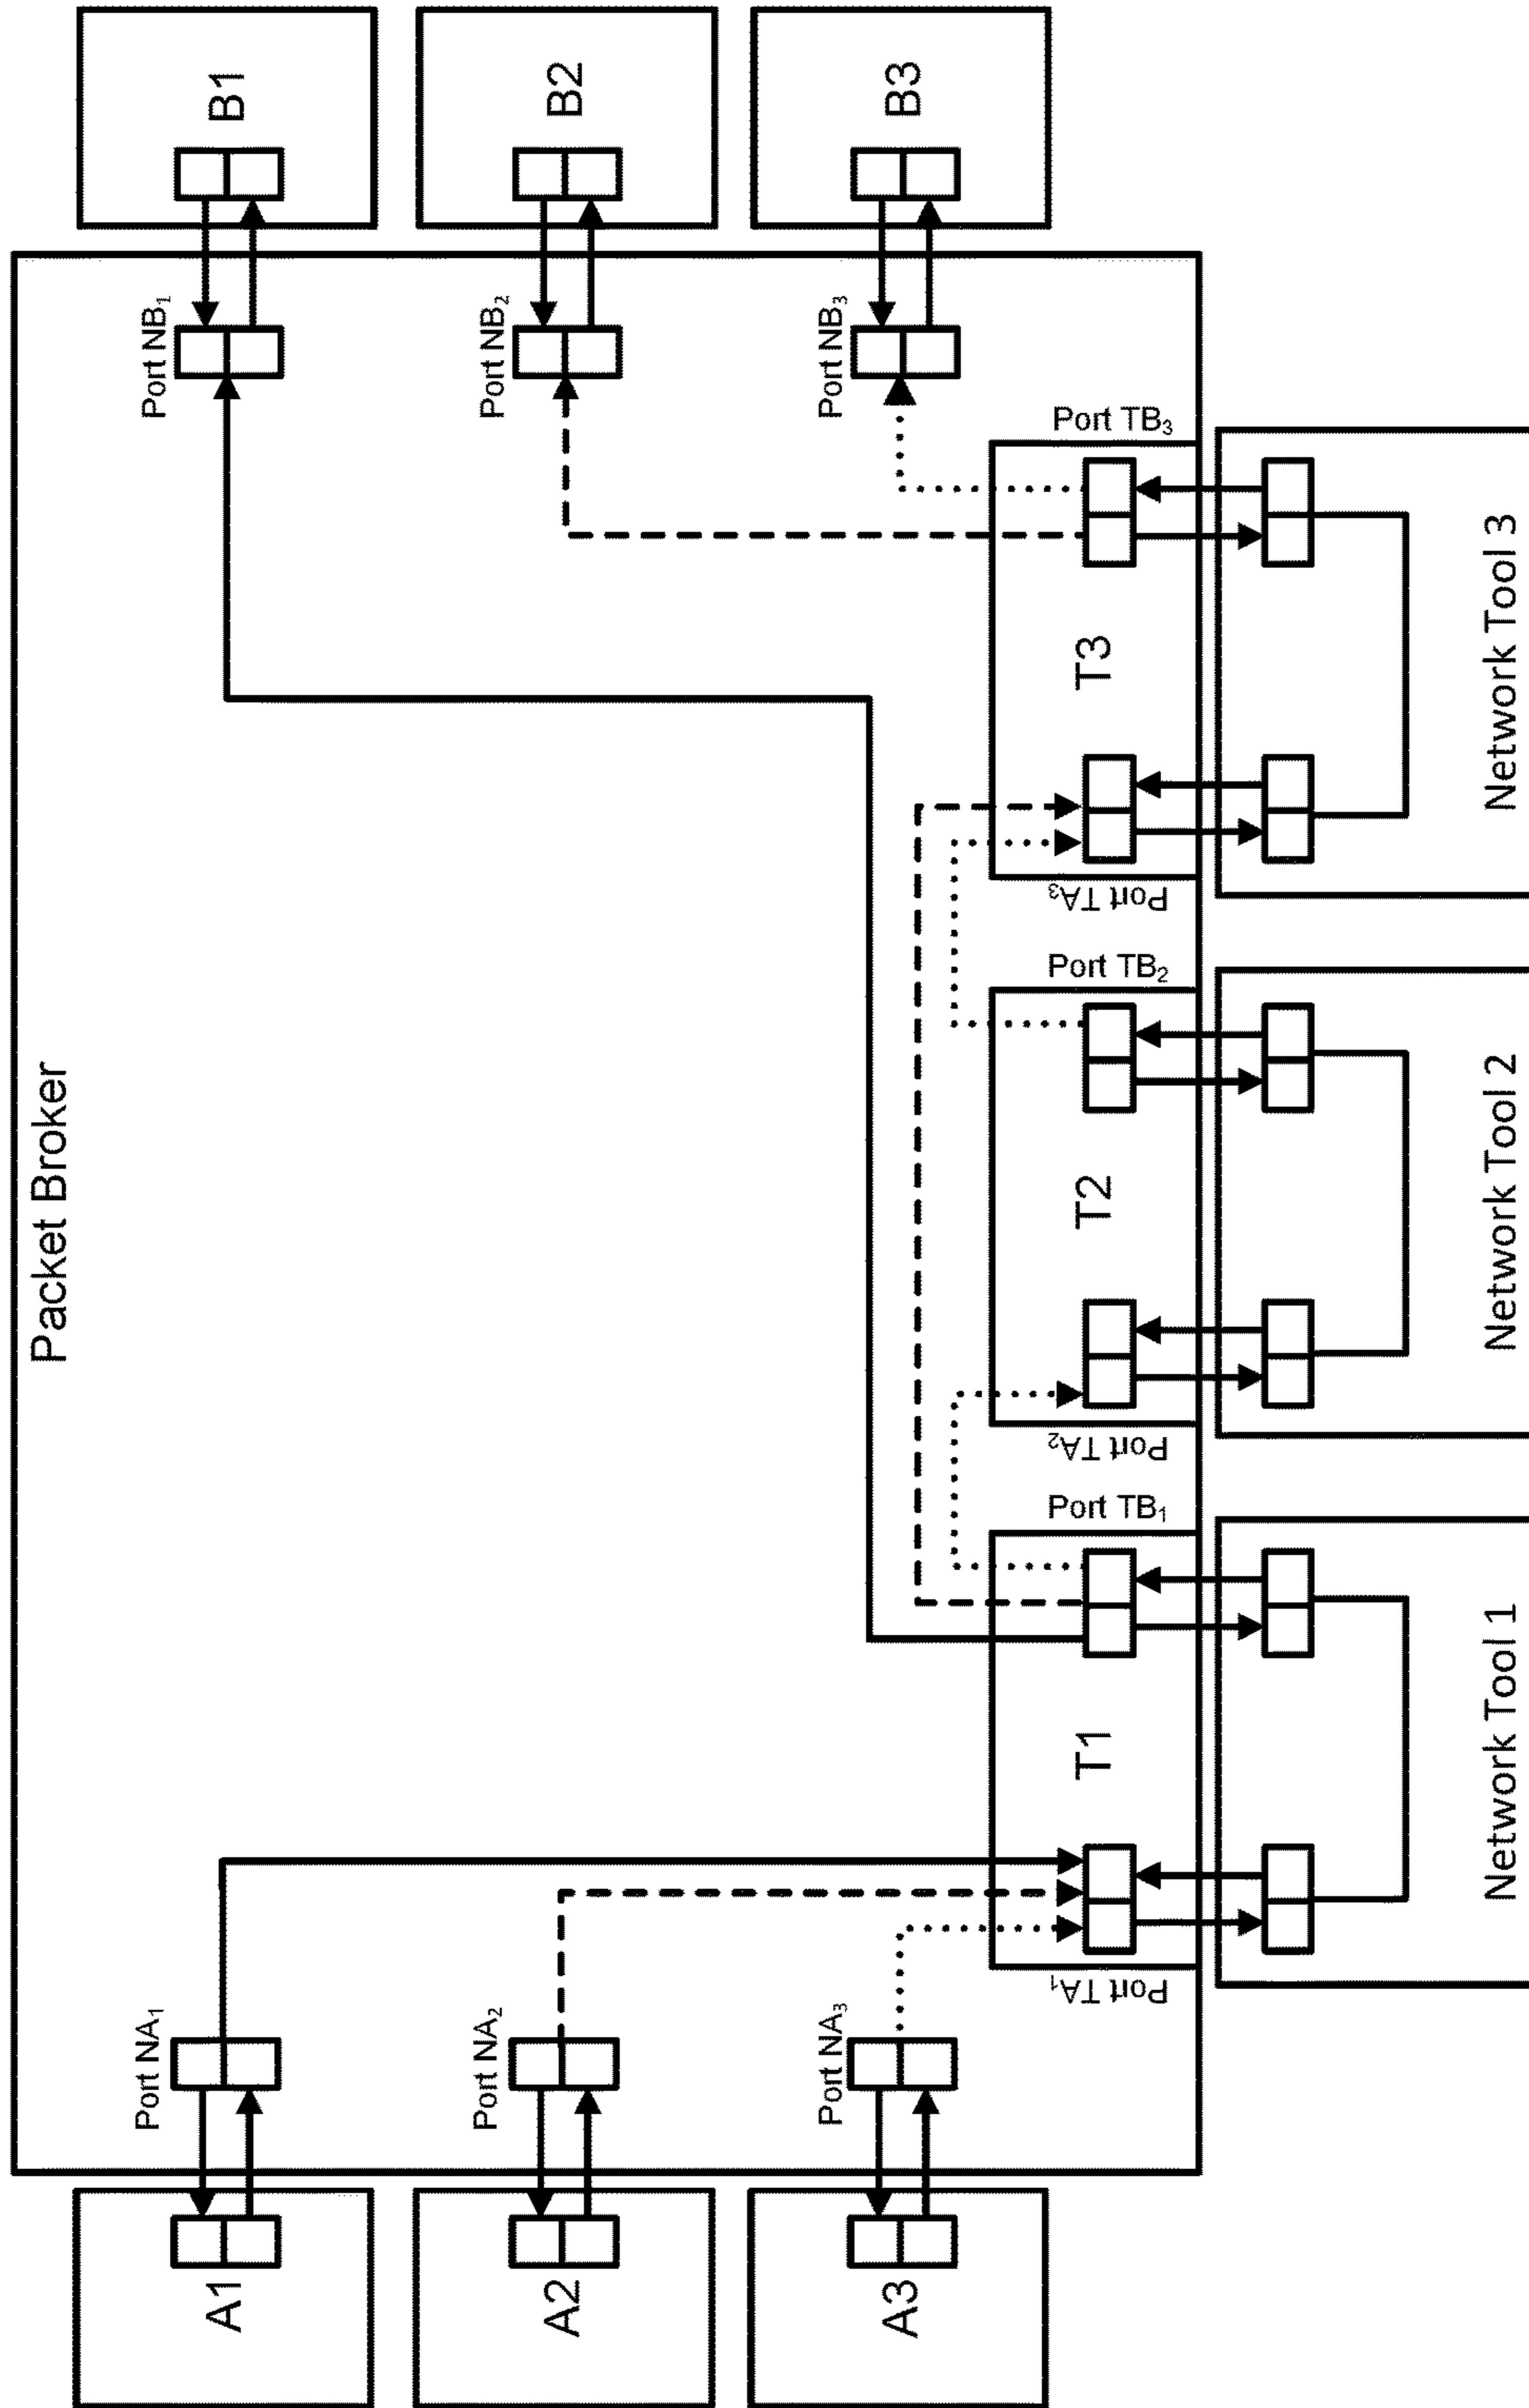 Packet Broker
A1
Port NA₁
Port NB₁
B1
A2
Port NA₂
Port NB₂
B2
A3
Port NA₃
Port NB₃
B3
Port TA₁
T1
Port TB₁
Port TA₂
T2
Port TB₂
Port TA₃
T3
Port TB₃
Network Tool 1
Network Tool 2
Network Tool 3